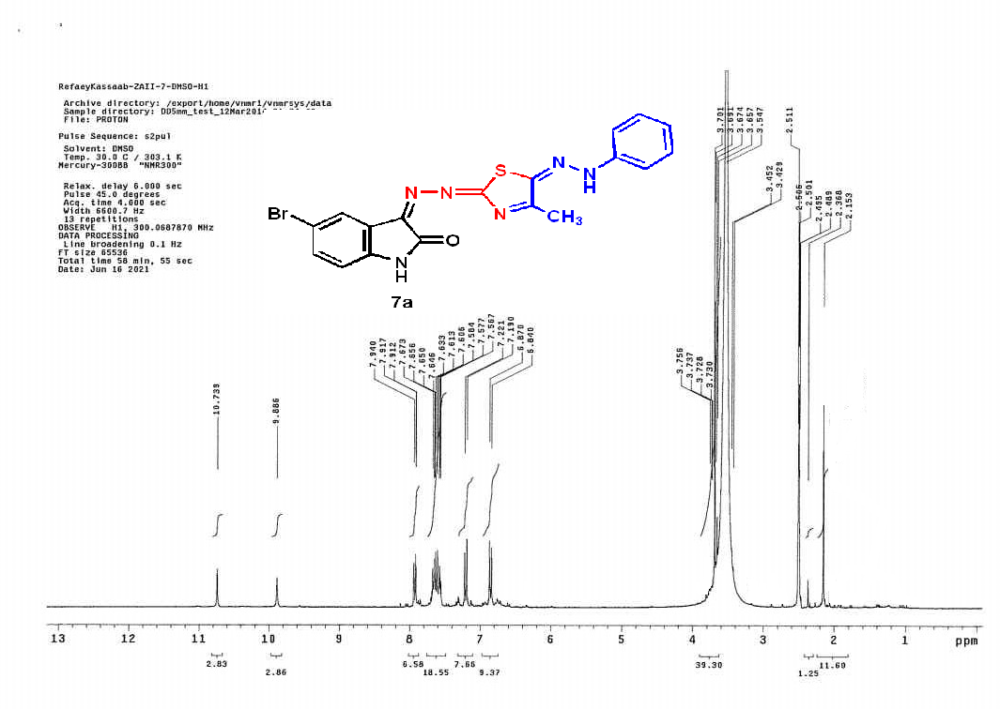 RefaeyKassaab-ZAII-7-DMSO-H1
Archive directory: /export/home/vnmr1/vnmrsys/data
Sample directory: DD5mm_test_12Mar201
File: PROTON
Pulse Sequence: s2pul
Solvent: DMSO
Temp. 30.0 C / 303.1 K
Mercury-300BB "NMR300"
Relax. delay 6.000 sec
Pulse 45.0 degrees
Acq. time 4.000 sec
Width 6600.7 Hz
13 repetitions
OBSERVE H1, 300.0687870 MHz
DATA PROCESSING
Line broadening 0.1 Hz
FT size 65536
Total time 58 min, 55 sec
Date: Jun 16 2021
Br
N
N
S
N
N
N
H
CH3
O
N
H
7a
10.739
9.886
7.940
7.917
7.912
7.673
7.656
7.650
7.646
7.633
7.613
7.606
7.584
7.577
7.567
7.221
7.190
6.870
6.840
3.756
3.737
3.728
3.730
3.701
3.691
3.674
3.657
3.547
3.452
3.429
2.511
2.506
2.501
2.495
2.489
2.368
2.153
13 12 11 10 9 8 7 6 5 4 3 2 1 ppm
2.83
2.86
6.58
18.55
7.66
9.37
39.30
1.25
11.60